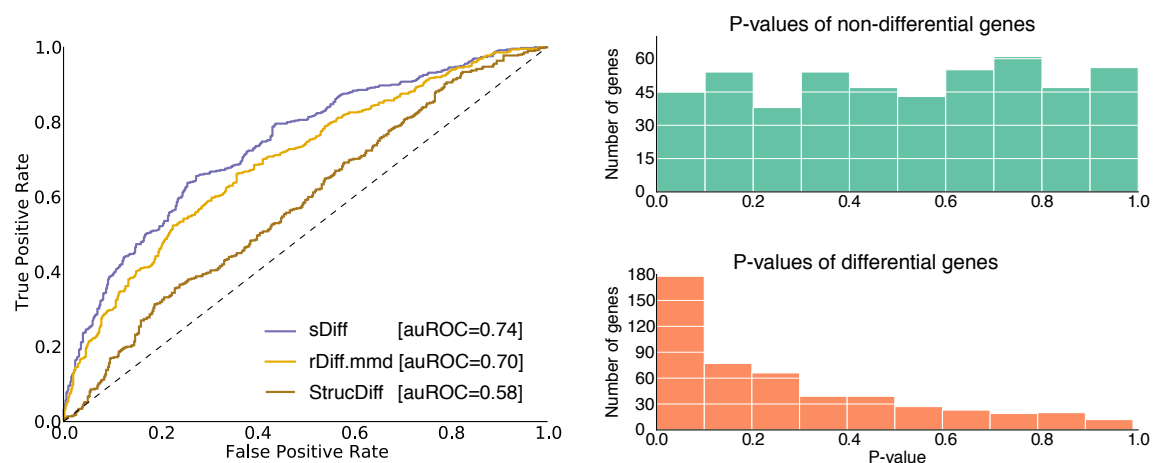 1.0
0.8
0.6
0.4
0.2
0.0
True Positive Rate
0.0 0.2 0.4 0.6 0.8 1.0
False Positive Rate
sDiff [auROC=0.74]
rDiff.mmd [auROC=0.70]
StrucDiff [auROC=0.58]
P-values of non-differential genes
60
45
30
15
0
Number of genes
0.0 0.2 0.4 0.6 0.8 1.0
P-values of differential genes
180
150
120
90
60
30
0
Number of genes
0.0 0.2 0.4 0.6 0.8 1.0
P-value